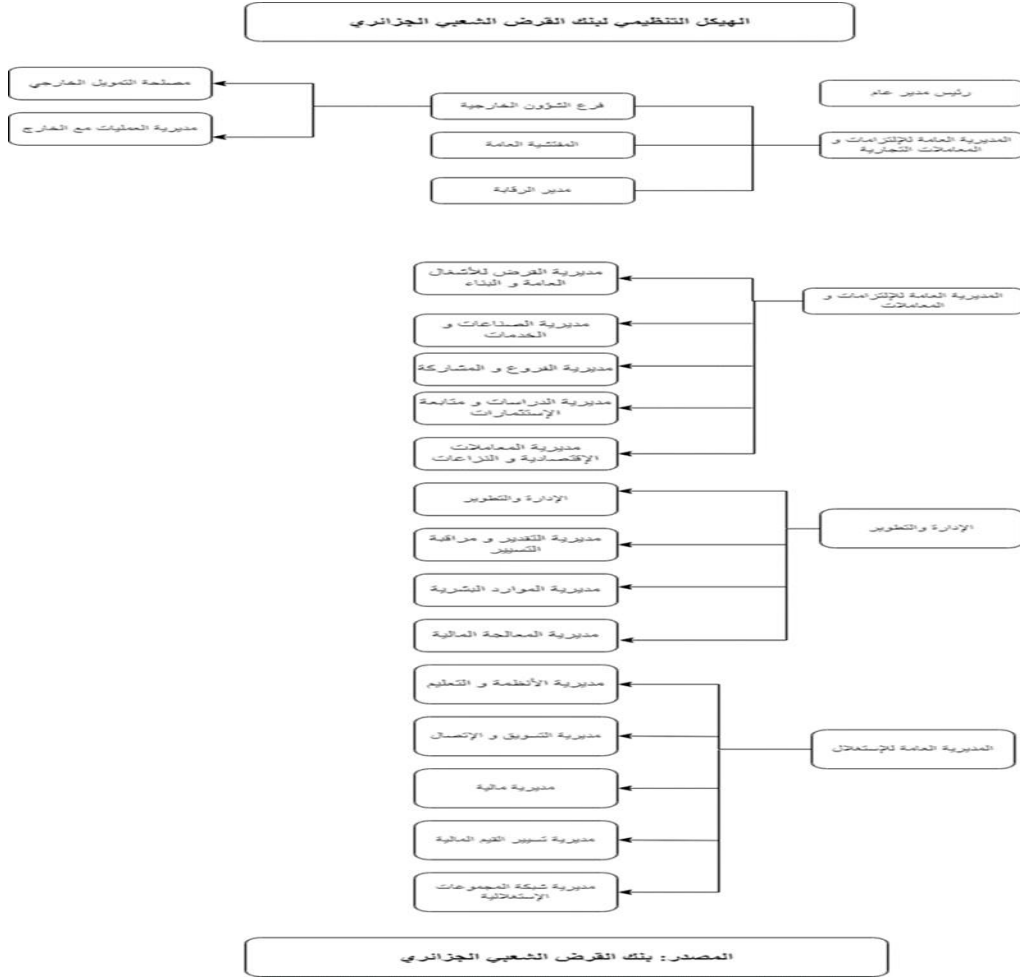 الهيكل التنظيمي لبنك القرض الشعبي الجزائري
رئيس مدير عام
المديرية العامة للإلتزامات و
المعاملات التجارية
فرع الشؤون الخارجية
المفتشية العامة
مدير الرقابة
مصلحة التمويل الخارجي
مديرية العمليات مع الخارج
المديرية العامة للإلتزامات و
المعاملات
مديرية القرض للأشغال
العامة و البناء
مديرية الصناعات و
الخدمات
مديرية الفروع و المشاركة
مديرية الدراسات و متابعة
الإستثمارات
مديرية المعاملات
الإقتصادية و النزاعات
الإدارة والتطوير
الإدارة والتطوير
مديرية التقدير و مراقبة
التسيير
مديرية الموارد البشرية
مديرية المعالجة المالية
المديرية العامة للإستغلال
مديرية الأنظمة و التعليم
مديرية التسويق و الإتصال
مديرية مالية
مديرية تسيير القيم المالية
مديرية شبكة المجموعات
الإستغلالية
المصدر: بنك القرض الشعبي الجزائري